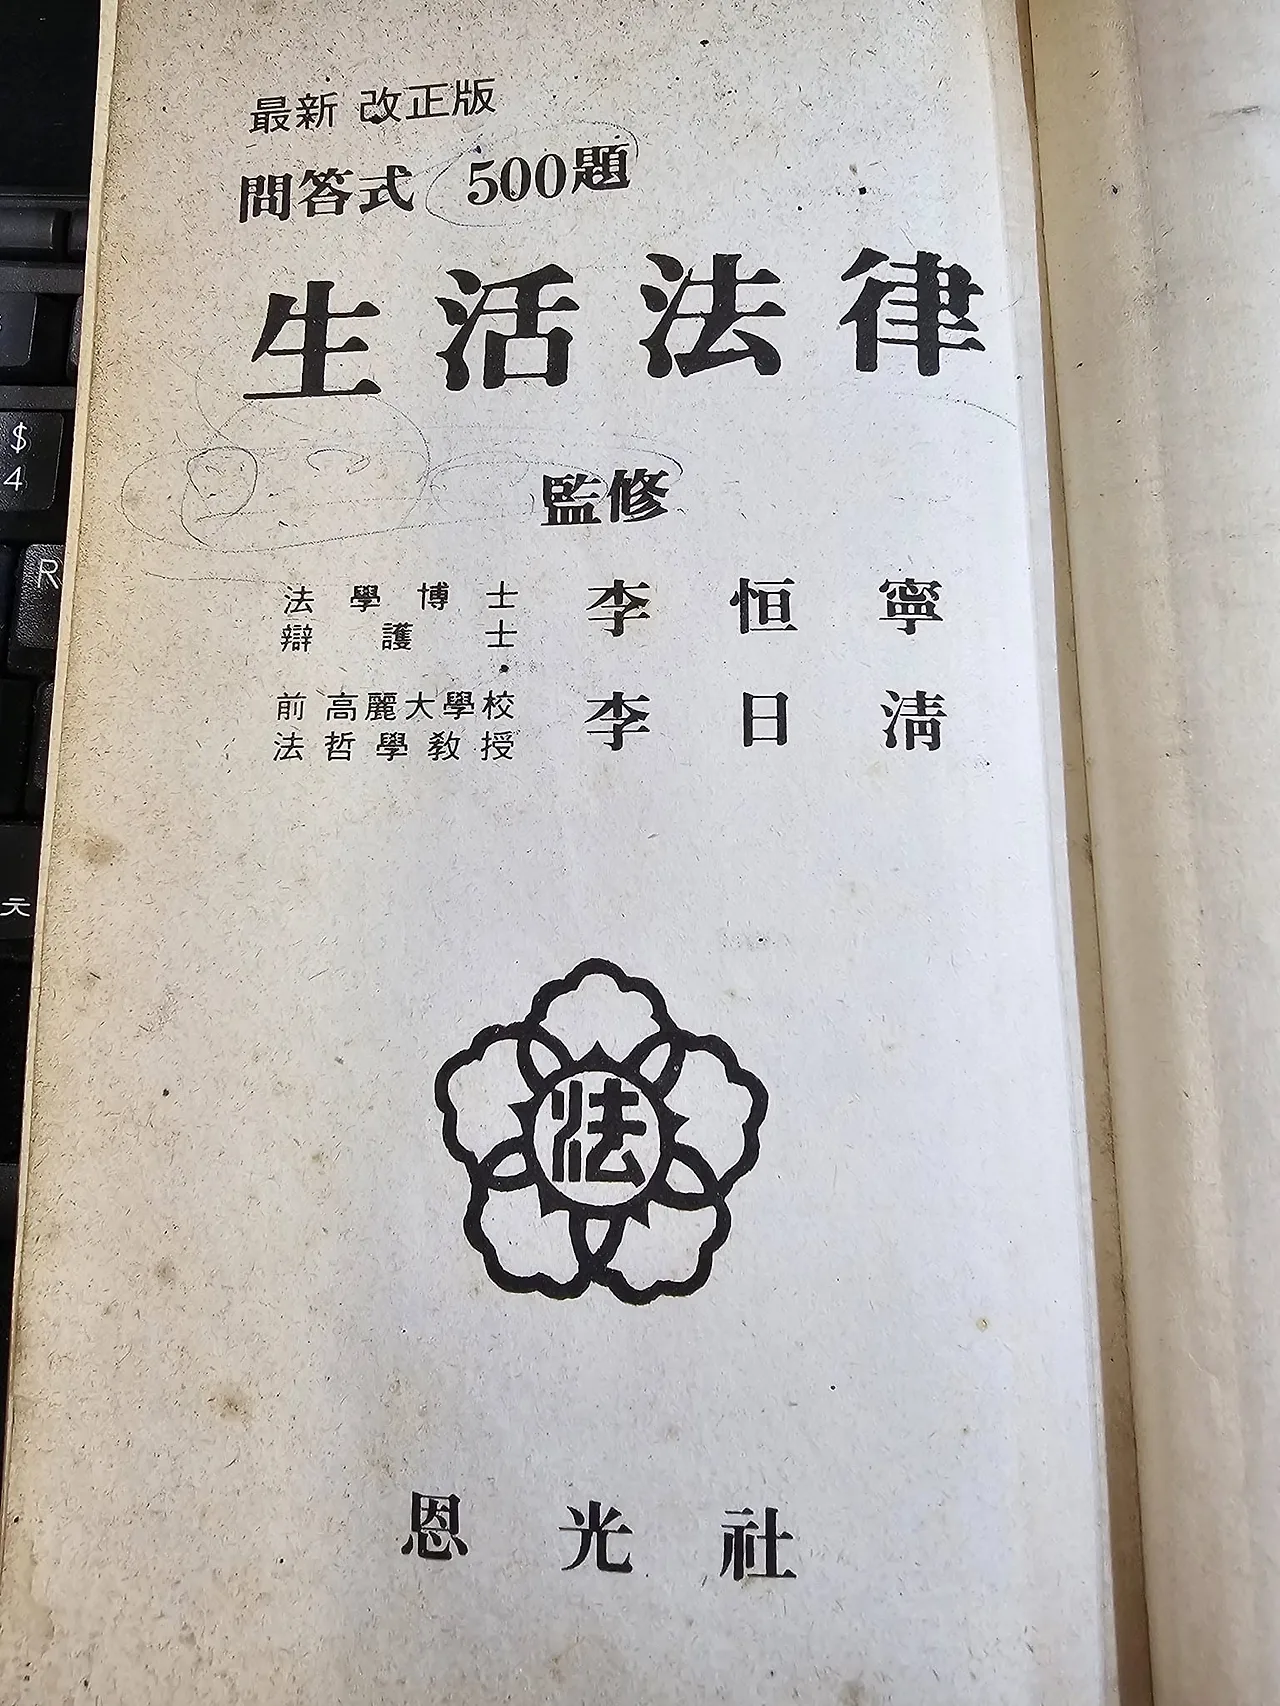 最新 改正版
問答式 500題
生活法律
監修
法學博士
辯護士
李恒寧
前 高麗大學校
法哲學敎授
李日淸
法
恩光社
$
4
R